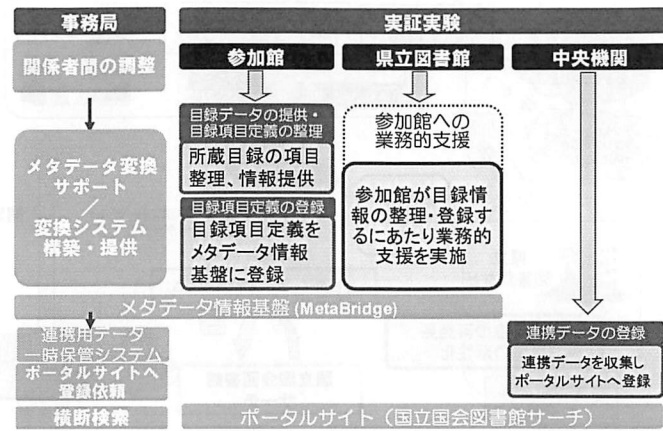 事務局
関係者間の調整
メタデータ変換
サポート
／
変換システム
構築・提供
実証実験
参加館
県立図書館
中央機関
目録データの提供・
目録項目定義の整理
所蔵目録の項目
整理、情報提供
目録項目定義の登録
目録項目定義を
メタデータ情報
基盤に登録
参加館への
業務的支援
参加館が目録情
報の整理・登録す
るにあたり業務的
支援を実施
メタデータ情報基盤 (MetaBridge)
連携用データ
一時保管システム
ポータルサイトへ
登録依頼
連携データの登録
連携データを収集し
ポータルサイトへ登録
横断検索
ポータルサイト（国立国会図書館サーチ）